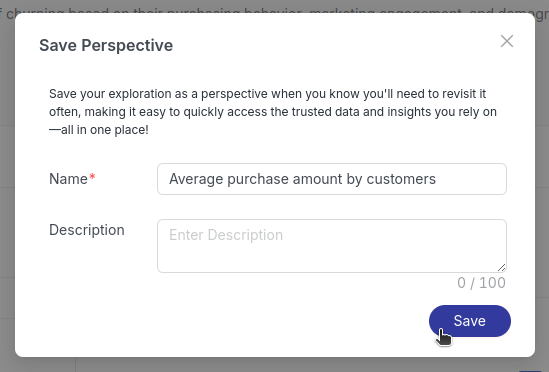 f churning based on their purchasing behavior, marketing engagement, and demogr
Save Perspective
Save your exploration as a perspective when you know you'll need to revisit it
often, making it easy to quickly access the trusted data and insights you rely on
—all in one place!
Name*
Average purchase amount by customers
Description
Enter Description
0 / 100
Save